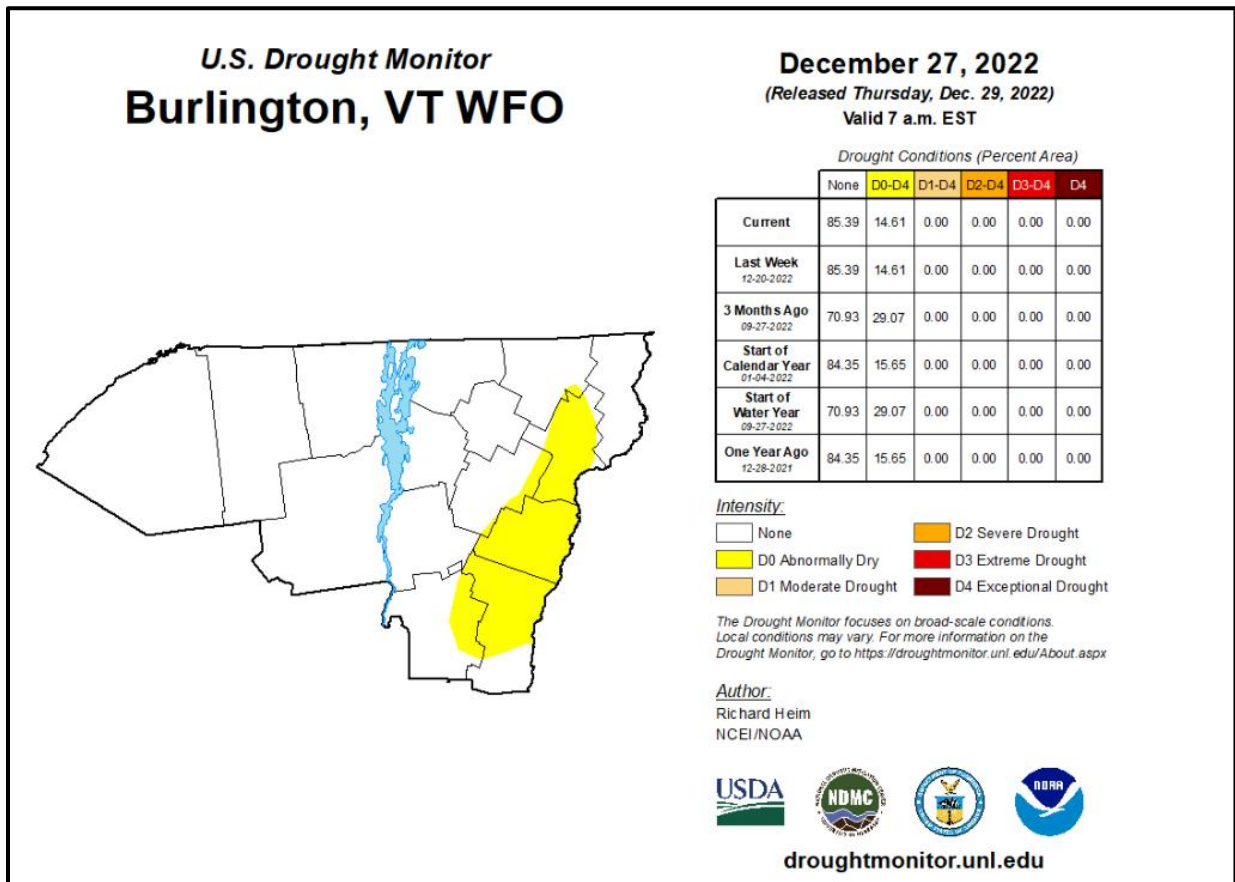 U.S. Drought Monitor
Burlington, VT WFO
December 27, 2022
(Released Thursday, Dec. 29, 2022)
Valid 7 a.m. EST
Drought Conditions (Percent Area)
None D0-D4 D1-D4 D2-D4 D3-D4 D4
Current 85.39 14.61 0.00 0.00 0.00 0.00
Last Week
12-20-2022 85.39 14.61 0.00 0.00 0.00 0.00
3 Months Ago
09-27-2022 70.93 29.07 0.00 0.00 0.00 0.00
Start of
Calendar Year
01-04-2022 84.35 15.65 0.00 0.00 0.00 0.00
Start of
Water Year
09-27-2022 70.93 29.07 0.00 0.00 0.00 0.00
One Year Ago
12-28-2021 84.35 15.65 0.00 0.00 0.00 0.00
Intensity:
None
D0 Abnormally Dry
D1 Moderate Drought
D2 Severe Drought
D3 Extreme Drought
D4 Exceptional Drought
The Drought Monitor focuses on broad-scale conditions.
Local conditions may vary. For more information on the
Drought Monitor, go to https://droughtmonitor.unl.edu/About.aspx
Author:
Richard Heim
NCEI/NOAA
USDA
NDMC
NOAA
droughtmonitor.unl.edu